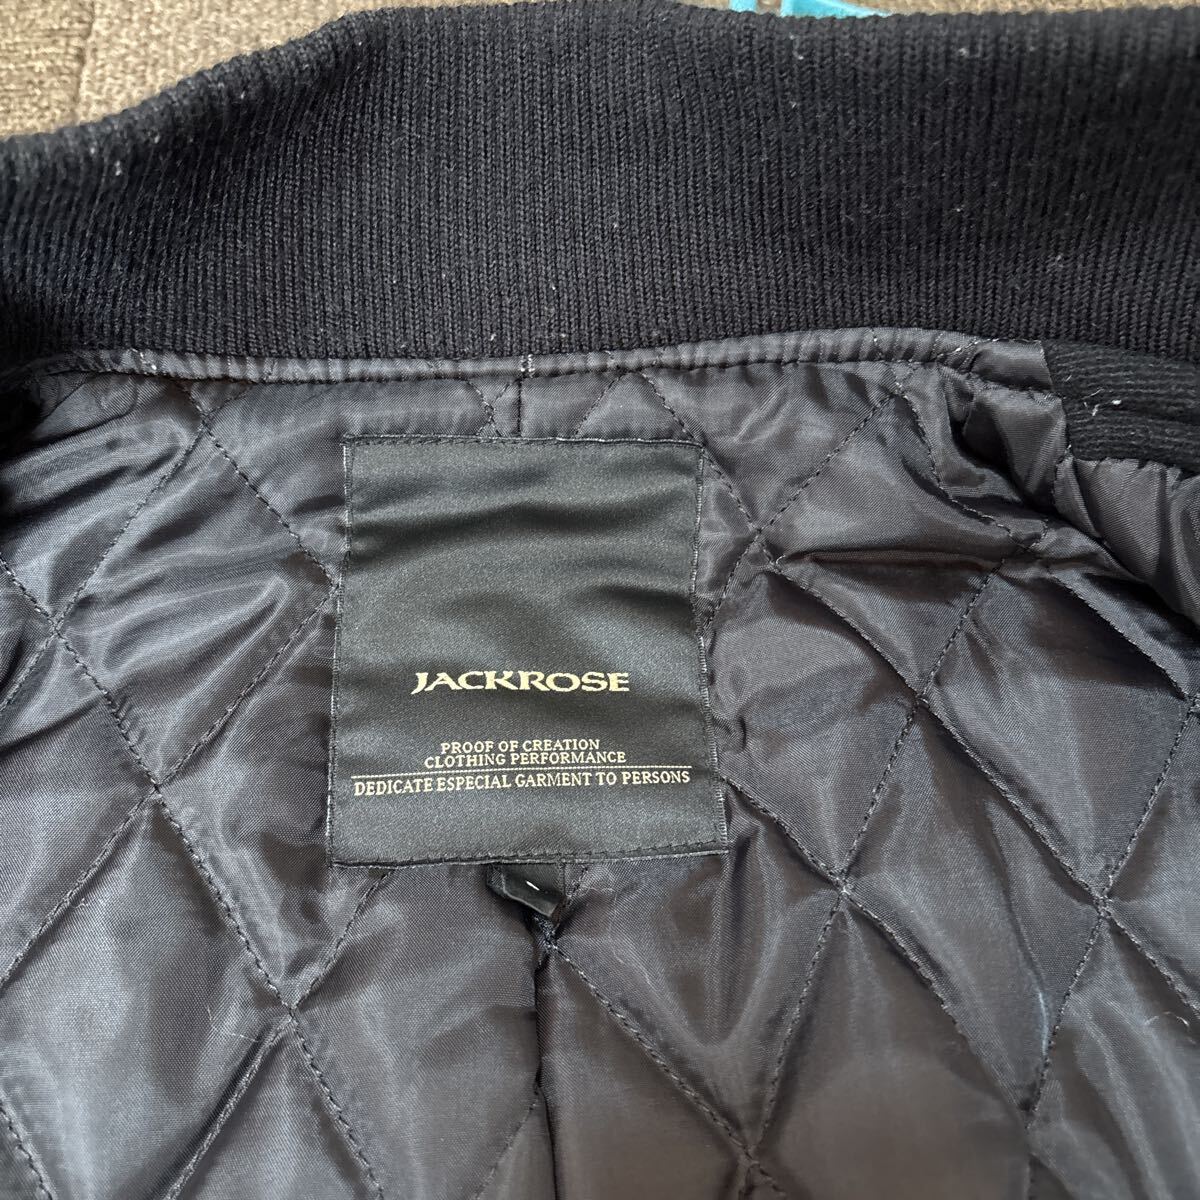 JACKROSE
PROOF OF CREATION
CLOTHING PERFORMANCE
DEDICATE ESPECIAL GARMENT TO PERSONS